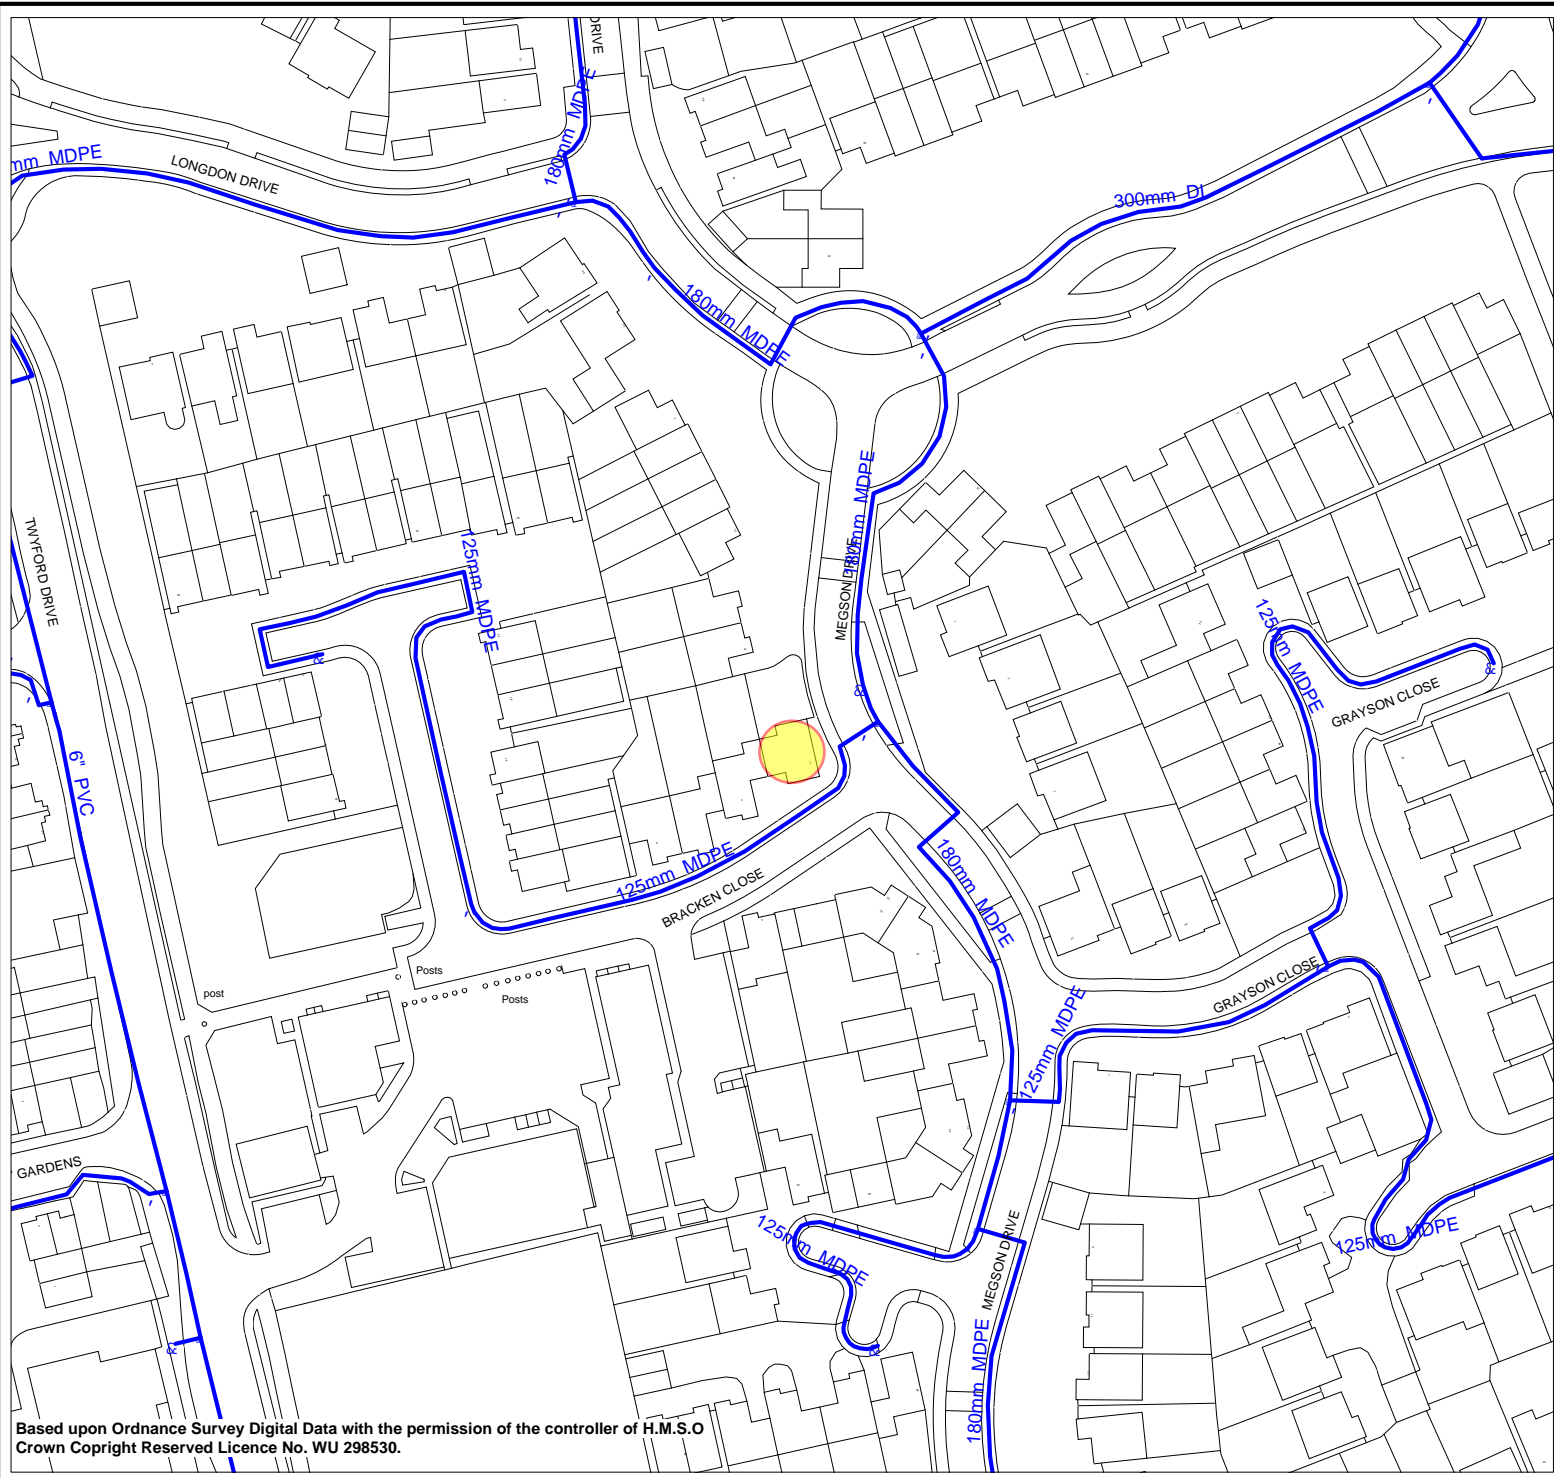 DRIVE
180mm MDPE
mm MDPE
LONGDON DRIVE
300mm DI
180mm MDPE
180mm MDPE
MEGSON DRIVE
TWYFORD DRIVE
125mm MDPE
&
125mm MDPE
&
GRAYSON CLOSE
&
6" PVC
125mm MDPE
BRACKEN CLOSE
180mm MDPE
Posts
Posts
post
GRAYSON CLOSE
125mm MDPE
GARDENS
125mm MDPE
MEGSON DRIVE
125mm MDPE
&
&
180mm MDPE
Based upon Ordnance Survey Digital Data with the permission of the controller of H.M.S.O
Crown Copright Reserved Licence No. WU 298530.